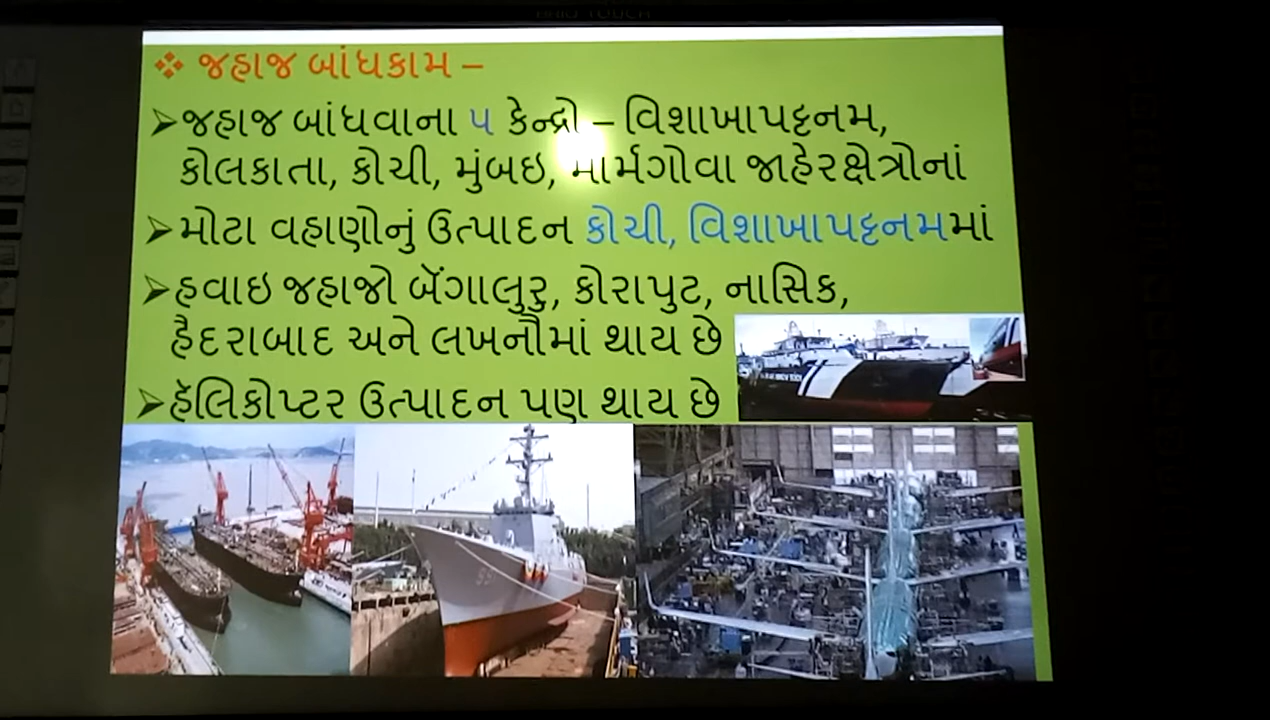 ❖ જહાજ બાંધકામ –
➢જહાજ બાંધવાના ૫ કેન્દ્રો – વિશાખાપટ્ટનમ,
કોલકાતા, કોચી, મુંબઇ, માર્મગોવા જાહેરક્ષેત્રોનાં
➢મોટા વહાણોનું ઉત્પાદન કોચી, વિશાખાપટ્ટનમમાં
➢હવાઇ જહાજો બેંગાલુરુ, કોરાપુટ, નાસિક,
હૈદરાબાદ અને લખનૌમાં થાય છે
➢હૅલિકોપ્ટર ઉત્પાદન પણ થાય છે